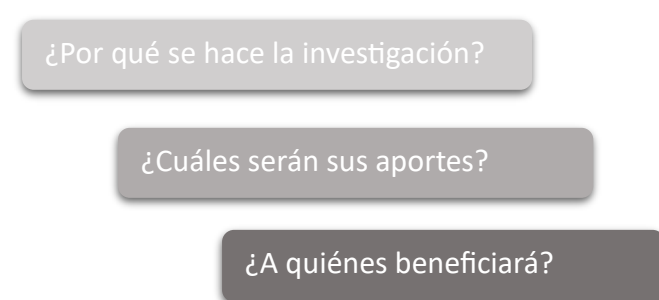 ¿Por qué se hace la investigación?
¿Cuáles serán sus aportes?
¿A quiénes beneficiará?